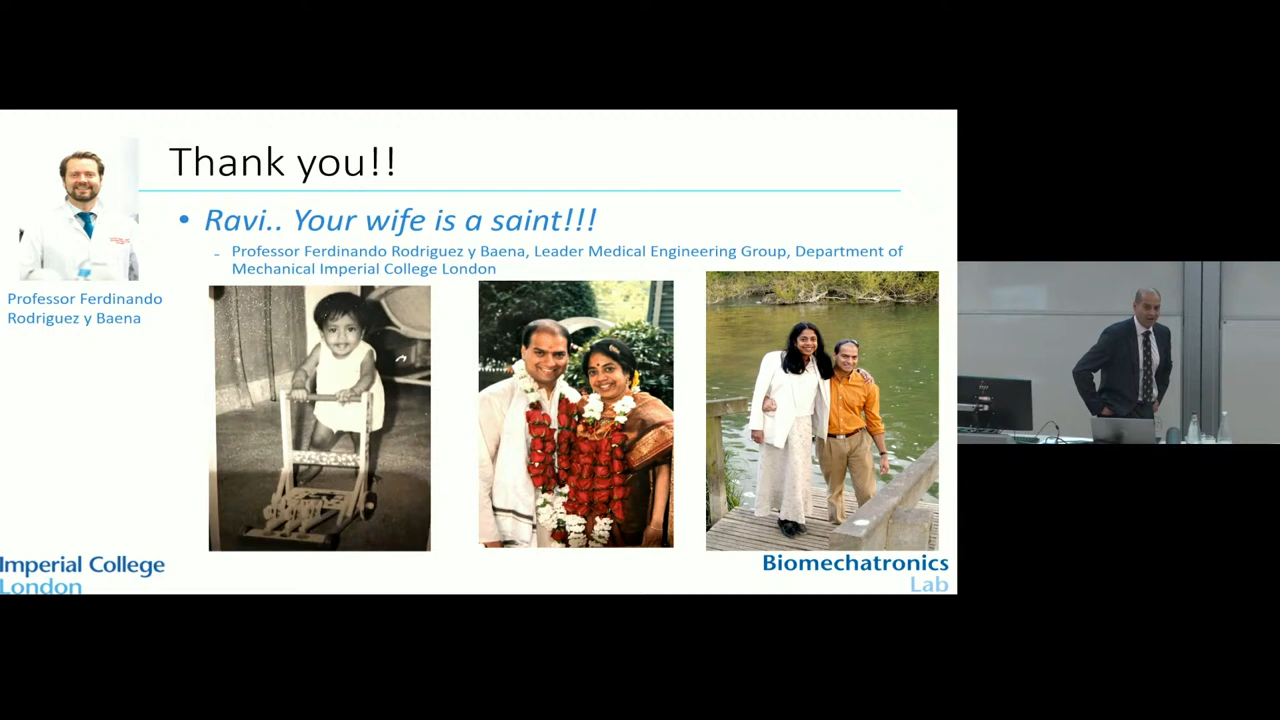 Thank you!!
• Ravi.. Your wife is a saint!!!
- Professor Ferdinando Rodriguez y Baena, Leader Medical Engineering Group, Department of
Mechanical Imperial College London
Professor Ferdinando
Rodriguez y Baena
Imperial College
London
Biomechatronics
Lab